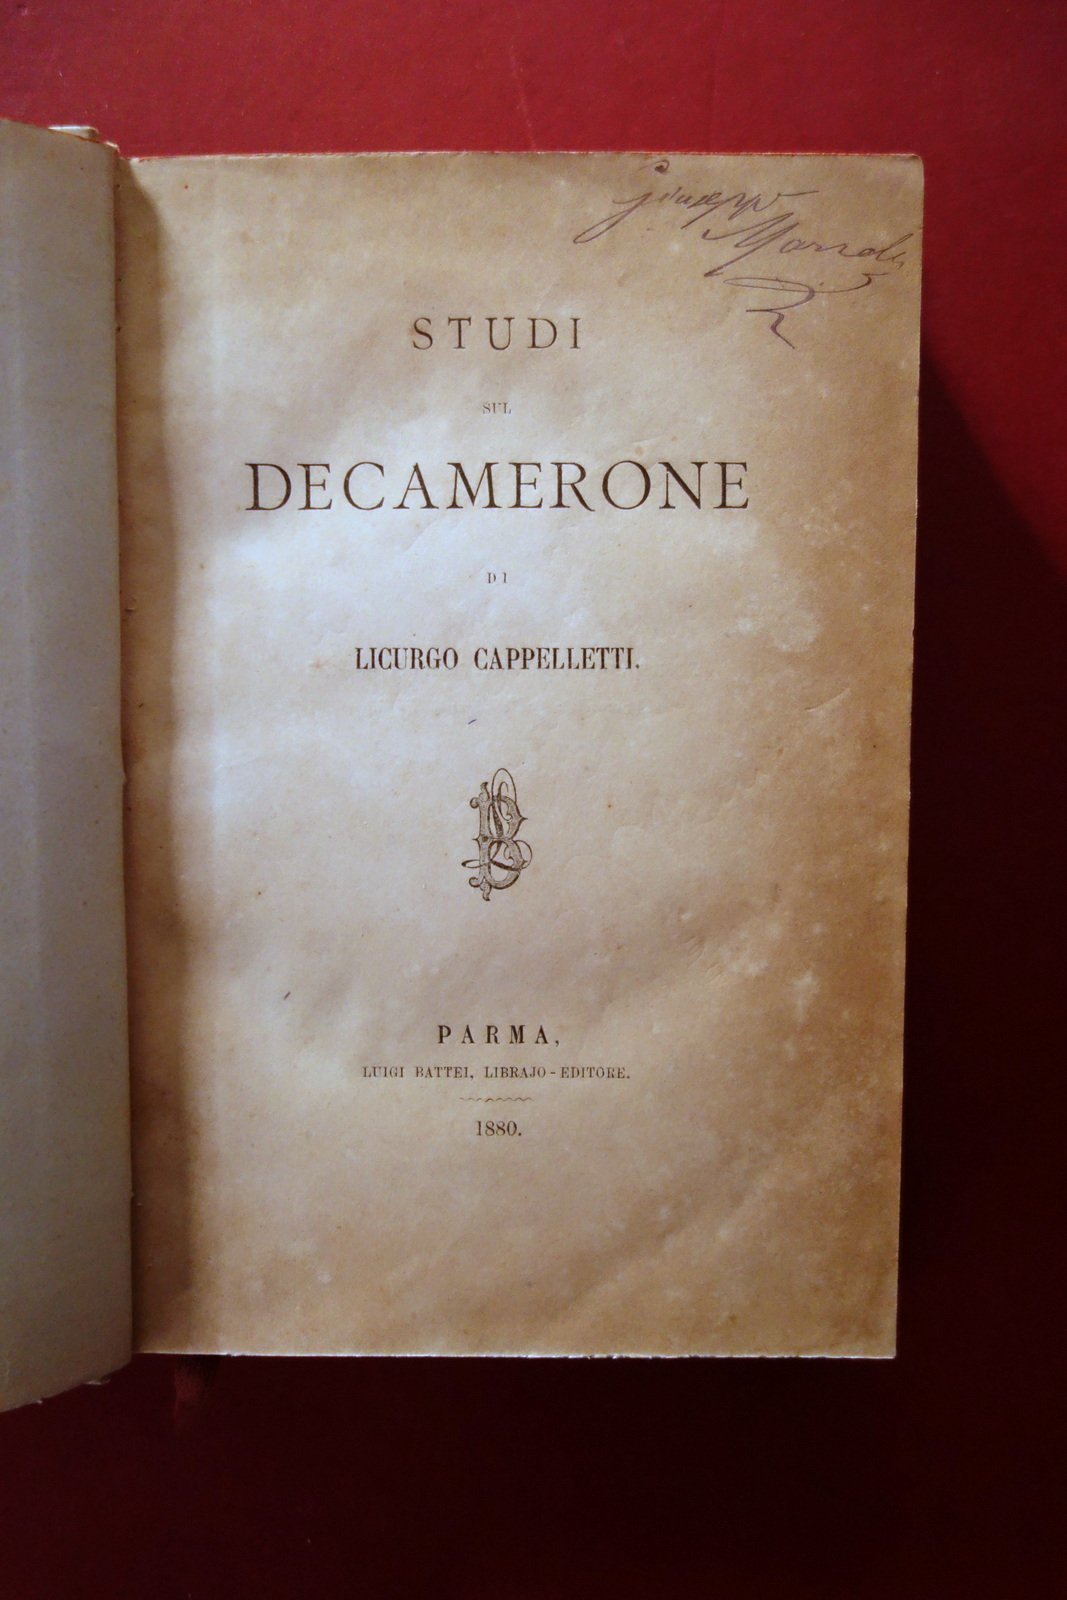 STUDI
SUL
DECAMERONE
DI
LICURGO CAPPELLETTI.
PARMA,
LUIGI BATTEI, LIBRAJO-EDITORE.
1880.